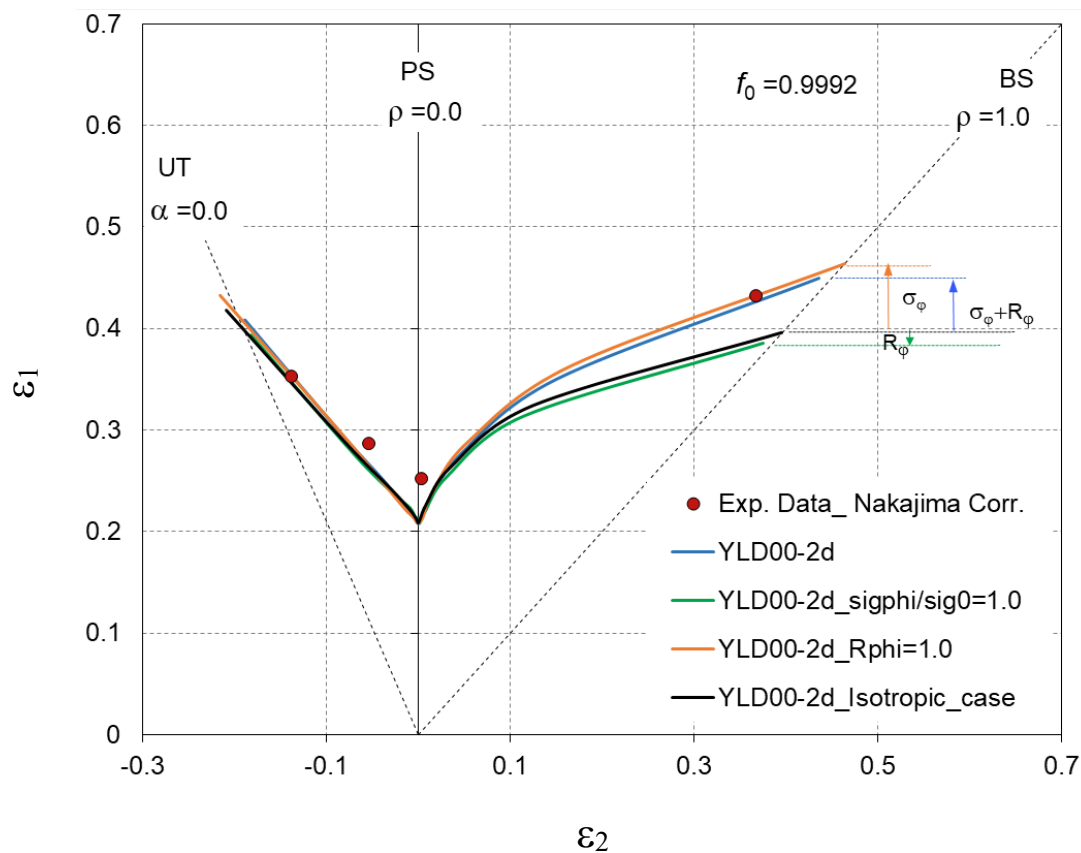 0.7
PS
ρ =0.0
f0 =0.9992
BS
ρ =1.0
0.6
UT
α =0.0
0.5
σφ
σφ+Rφ
0.4
Rφ
ε1
0.3
Exp. Data_ Nakajima Corr.
0.2
YLD00-2d
YLD00-2d_sigphi/sig0=1.0
0.1
YLD00-2d_Rphi=1.0
YLD00-2d_Isotropic_case
0
-0.3 -0.1 0.1 0.3 0.5 0.7
ε2